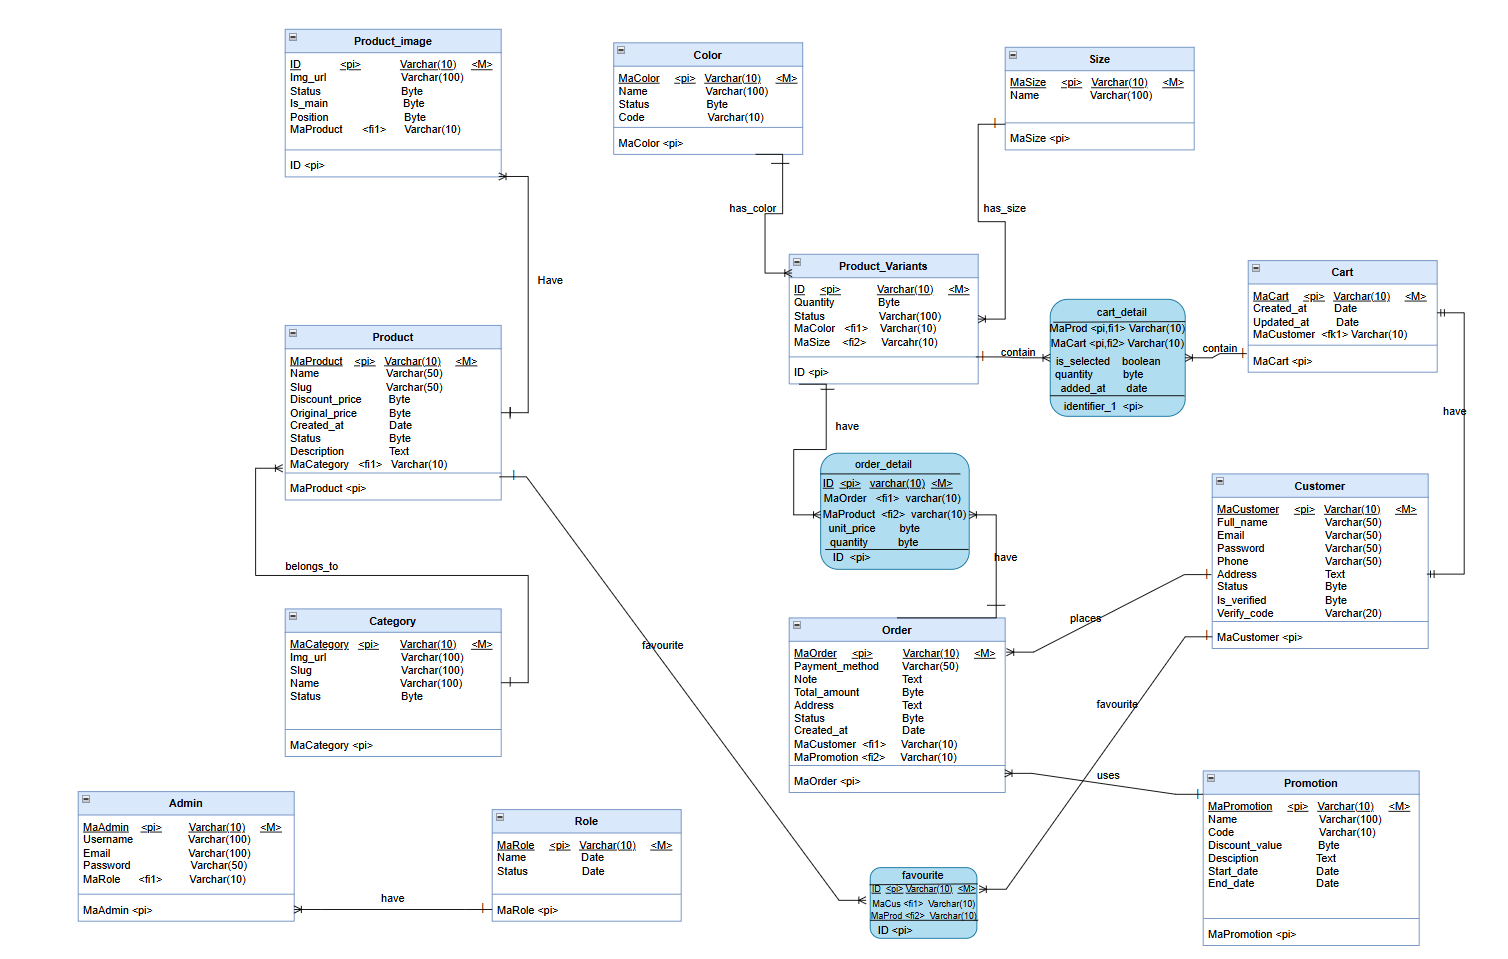 Product_image
ID <pi> Varchar(10) <M>
Img_url Varchar(100)
Status Byte
Is_main Byte
Position Byte
MaProduct <fi1> Varchar(10)
ID <pi>
Color
MaColor <pi> Varchar(10) <M>
Name Varchar(100)
Status Byte
Code Varchar(10)
MaColor <pi>
Size
MaSize <pi> Varchar(10) <M>
Name Varchar(100)
MaSize <pi>
has_color
has_size
Have
Product_Variants
ID <pi> Varchar(10) <M>
Quantity Byte
Status Varchar(100)
MaColor <fi1> Varchar(10)
MaSize <fi2> Varcahr(10)
ID <pi>
contain
cart_detail
MaProd <pi,fi1> Varchar(10)
MaCart <pi,fi2> Varchar(10)
is_selected boolean
quantity byte
added_at date
identifier_1 <pi>
contain
Cart
MaCart <pi> Varchar(10) <M>
Created_at Date
Updated_at Date
MaCustomer <fk1> Varchar(10)
MaCart <pi>
have
Product
MaProduct <pi> Varchar(10) <M>
Name Varchar(50)
Slug Varchar(50)
Discount_price Byte
Original_price Byte
Created_at Date
Status Byte
Description Text
MaCategory <fi1> Varchar(10)
MaProduct <pi>
have
order_detail
ID <pi> varchar(10) <M>
MaOrder <fi1> varchar(10)
MaProduct <fi2> varchar(10)
unit_price byte
quantity byte
ID <pi>
have
Customer
MaCustomer <pi> Varchar(10) <M>
Full_name Varchar(50)
Email Varchar(50)
Password Varchar(50)
Phone Varchar(50)
Address Text
Status Byte
Is_verified Byte
Verify_code Varchar(20)
MaCustomer <pi>
belongs_to
Category
MaCategory <pi> Varchar(10) <M>
Img_url Varchar(100)
Slug Varchar(100)
Name Varchar(100)
Status Byte
MaCategory <pi>
favourite
places
Order
MaOrder <pi> Varchar(10) <M>
Payment_method Varchar(50)
Note Text
Total_amount Byte
Address Text
Status Byte
Created_at Date
MaCustomer <fi1> Varchar(10)
MaPromotion <fi2> Varchar(10)
MaOrder <pi>
favourite
uses
Promotion
MaPromotion <pi> Varchar(10) <M>
Name Varchar(100)
Code Varchar(10)
Discount_value Byte
Desciption Text
Start_date Date
End_date Date
MaPromotion <pi>
Admin
MaAdmin <pi> Varchar(10) <M>
Username Varchar(100)
Email Varchar(100)
Password Varchar(50)
MaRole <fi1> Varchar(10)
MaAdmin <pi>
have
Role
MaRole <pi> Varchar(10) <M>
Name Date
Status Date
MaRole <pi>
favourite
ID <pi> Varchar(10) <M>
MaCus <fi1> Varchar(10)
MaProd <fi2> Varchar(10)
ID <pi>